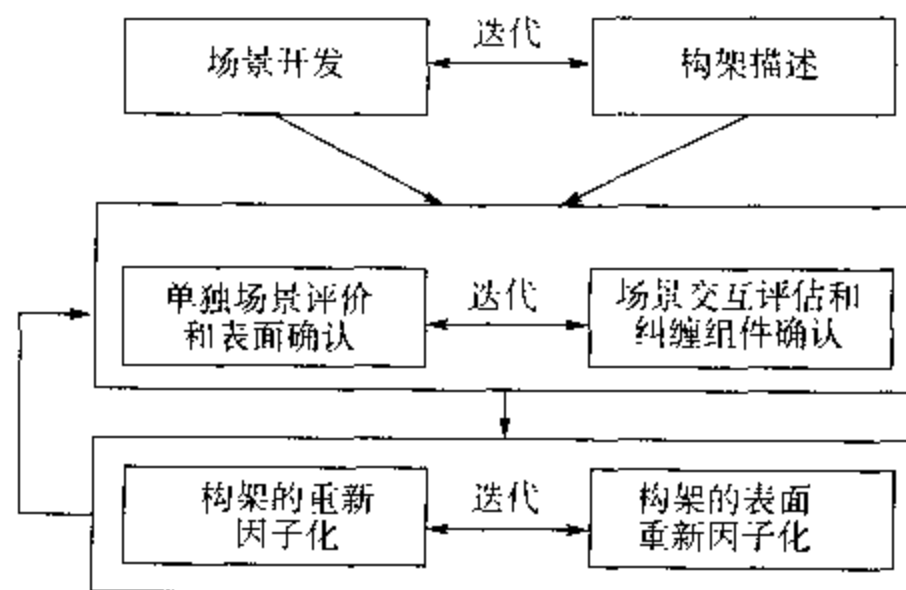 场景开发
迭代
构架描述
单独场景评价
和表面确认
迭代
场景交互评估和
纠缠组件确认
构架的重新
因子化
迭代
构架的表面
重新因子化